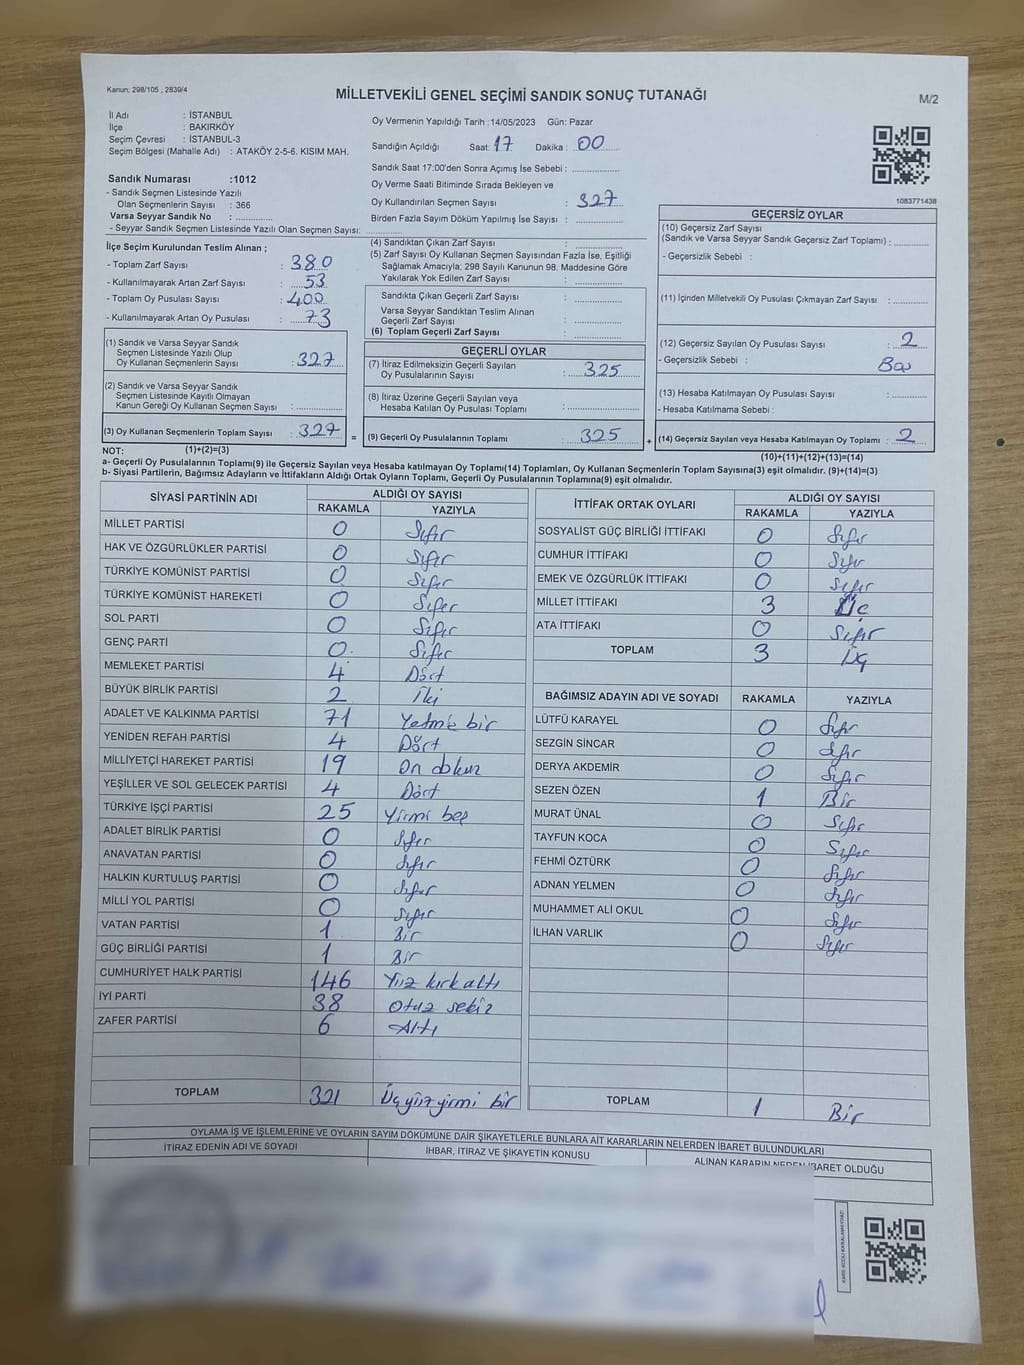 Kanun; 298/105 , 2839/4
MİLLETVEKİLİ GENEL SEÇİMİ SANDIK SONUÇ TUTANAĞI
M/2
İl Adı : İSTANBUL
İlçe : BAKIRKÖY
Seçim Çevresi : İSTANBUL-3
Seçim Bölgesi (Mahalle Adı) : ATAKÖY 2-5-6. KISIM MAH.
Sandık Numarası :1012
- Sandık Seçmen Listesinde Yazılı
Olan Seçmenlerin Sayısı : 366
Varsa Seyyar Sandık No : ..............
- Seyyar Sandık Seçmen Listesinde Yazılı Olan Seçmen Sayısı: ..............
Oy Vermenin Yapıldığı Tarih : 14/05/2023 Gün: Pazar
Sandığın Açıldığı Saat: 17 Dakika : 00
Sandık Saat 17:00'den Sonra Açımış İse Sebebi : ..............
Oy Verme Saati Bitiminde Sırada Bekleyen ve
Oy Kullandırılan Seçmen Sayısı : 327
Birden Fazla Sayım Döküm Yapılmış İse Sayısı : ..............
1083771438
İlçe Seçim Kurulundan Teslim Alınan ;
- Toplam Zarf Sayısı : 380
- Kullanılmayarak Artan Zarf Sayısı : 53
- Toplam Oy Pusulası Sayısı : 400
- Kullanılmayarak Artan Oy Pusulası : 73
(1) Sandık ve Varsa Seyyar Sandık
Seçmen Listesinde Yazılı Olup
Oy Kullanan Seçmenlerin Sayısı : 327
(2) Sandık ve Varsa Seyyar Sandık
Seçmen Listesinde Kayıtlı Olmayan
Kanun Gereği Oy Kullanan Seçmen Sayısı : ..............
(3) Oy Kullanan Seçmenlerin Toplam Sayısı : 327
(4) Sandıktan Çıkan Zarf Sayısı : ..............
(5) Zarf Sayısı Oy Kullanan Seçmen Sayısından Fazla İse, Eşitliği
Sağlamak Amacıyla; 298 Sayılı Kanunun 98. Maddesine Göre
Yakılarak Yok Edilen Zarf Sayısı : ..............
Sandıkta Çıkan Geçerli Zarf Sayısı : ..............
Varsa Seyyar Sandıktan Teslim Alınan
Geçerli Zarf Sayısı : ..............
(6) Toplam Geçerli Zarf Sayısı : ..............
GEÇERLİ OYLAR
(7) İtiraz Edilmeksizin Geçerli Sayılan
Oy Pusulalarının Sayısı : 325
(8) İtiraz Üzerine Geçerli Sayılan veya
Hesaba Katılan Oy Pusulası Toplamı : ..............
= (9) Geçerli Oy Pusulalarının Toplamı : 325 +
GEÇERSİZ OYLAR
(10) Geçersiz Zarf Sayısı
(Sandık ve Varsa Seyyar Sandık Geçersiz Zarf Toplamı) : ..............
- Geçersizlik Sebebi :
(11) İçinden Milletvekili Oy Pusulası Çıkmayan Zarf Sayısı : ..............
(12) Geçersiz Sayılan Oy Pusulası Sayısı : 2
- Geçersizlik Sebebi : Boş
(13) Hesaba Katılmayan Oy Pusulası Sayısı : ..............
- Hesaba Katılmama Sebebi :
(14) Geçersiz Sayılan veya Hesaba Katılmayan Oy Toplamı : 2
NOT: (1)+(2)=(3) (10)+(11)+(12)+(13)=(14)
a- Geçerli Oy Pusulalarının Toplamı(9) ile Geçersiz Sayılan veya Hesaba katılmayan Oy Toplamı(14) Toplamları, Oy Kullanan Seçmenlerin Toplam Sayısına(3) eşit olmalıdır. (9)+(14)=(3)
b- Siyasi Partilerin, Bağımsız Adayların ve İttifakların Aldığı Ortak Oyların Toplamı, Geçerli Oy Pusulalarının Toplamına(9) eşit olmalıdır.
SİYASİ PARTİNİN ADI ALDIĞI OY SAYISI
RAKAMLA YAZIYLA
MİLLET PARTİSİ 0 Sıfır
HAK VE ÖZGÜRLÜKLER PARTİSİ 0 Sıfır
TÜRKİYE KOMÜNİST PARTİSİ 0 Sıfır
TÜRKİYE KOMÜNİST HAREKETİ 0 Sıfır
SOL PARTİ 0 Sıfır
GENÇ PARTİ 0 Sıfır
MEMLEKET PARTİSİ 4 Dört
BÜYÜK BİRLİK PARTİSİ 2 İki
ADALET VE KALKINMA PARTİSİ 71 Yetmiş bir
YENİDEN REFAH PARTİSİ 4 Dört
MİLLİYETÇİ HAREKET PARTİSİ 19 On dokuz
YEŞİLLER VE SOL GELECEK PARTİSİ 4 Dört
TÜRKİYE İŞÇİ PARTİSİ 25 Yirmi beş
ADALET BİRLİK PARTİSİ 0 Sıfır
ANAVATAN PARTİSİ 0 Sıfır
HALKIN KURTULUŞ PARTİSİ 0 Sıfır
MİLLİ YOL PARTİSİ 0 Sıfır
VATAN PARTİSİ 1 Bir
GÜÇ BİRLİĞİ PARTİSİ 1 Bir
CUMHURİYET HALK PARTİSİ 146 Yüz kırk altı
İYİ PARTİ 38 Otuz sekiz
ZAFER PARTİSİ 6 Altı
TOPLAM 321 Üçyüzyirmi bir
İTTİFAK ORTAK OYLARI ALDIĞI OY SAYISI
RAKAMLA YAZIYLA
SOSYALİST GÜÇ BİRLİĞİ İTTİFAKI 0 Sıfır
CUMHUR İTTİFAKI 0 Sıfır
EMEK VE ÖZGÜRLÜK İTTİFAKI 0 Sıfır
MİLLET İTTİFAKI 3 Üç
ATA İTTİFAKI 0 Sıfır
TOPLAM 3 Üç
BAĞIMSIZ ADAYIN ADI VE SOYADI RAKAMLA YAZIYLA
LÜTFÜ KARAYEL 0 Sıfır
SEZGİN SİNCAR 0 Sıfır
DERYA AKDEMİR 0 Sıfır
SEZEN ÖZEN 1 Bir
MURAT ÜNAL 0 Sıfır
TAYFUN KOCA 0 Sıfır
FEHMİ ÖZTÜRK 0 Sıfır
ADNAN YELMEN 0 Sıfır
MUHAMMET ALİ OKUL 0 Sıfır
İLHAN VARLIK 0 Sıfır
TOPLAM 1 Bir
OYLAMA İŞ VE İŞLEMLERİNE VE OYLARIN SAYIM DÖKÜMÜNE DAİR ŞİKAYETLERLE BUNLARA AİT KARARLARIN NELERDEN İBARET BULUNDUKLARI
İTİRAZ EDENİN ADI VE SOYADI
İHBAR, İTİRAZ VE ŞİKAYETİN KONUSU
ALINAN KARARIN NEDEN İBARET OLDUĞU